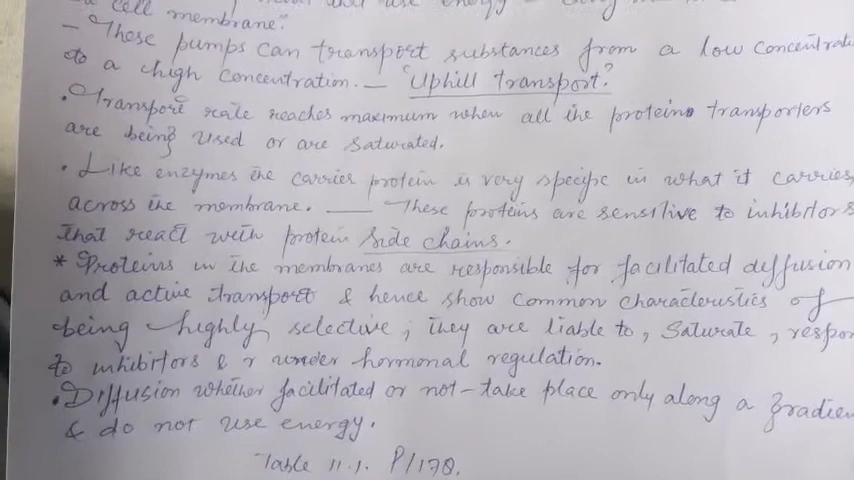 cell membrane.
- These pumps can transport substances from a low concentrati
to a high concentration. — "Uphill transport."
. Transport rate reaches maximum when all the protein transporters
are being used or are saturated.
. Like enzymes the carrier protein is very specific in what it carries
across the membrane. — These proteins are sensitive to inhibitors
that react with protein side chains.
* Proteins in the membranes are responsible for facilitated diffusion
and active transport & hence show common characteristics of
being highly selective; they are liable to, saturate, respon
to inhibitors & r under hormonal regulation.
. Diffusion whether facilitated or not - take place only along a gradien
& do not use energy.
Table 11.1. P/178.